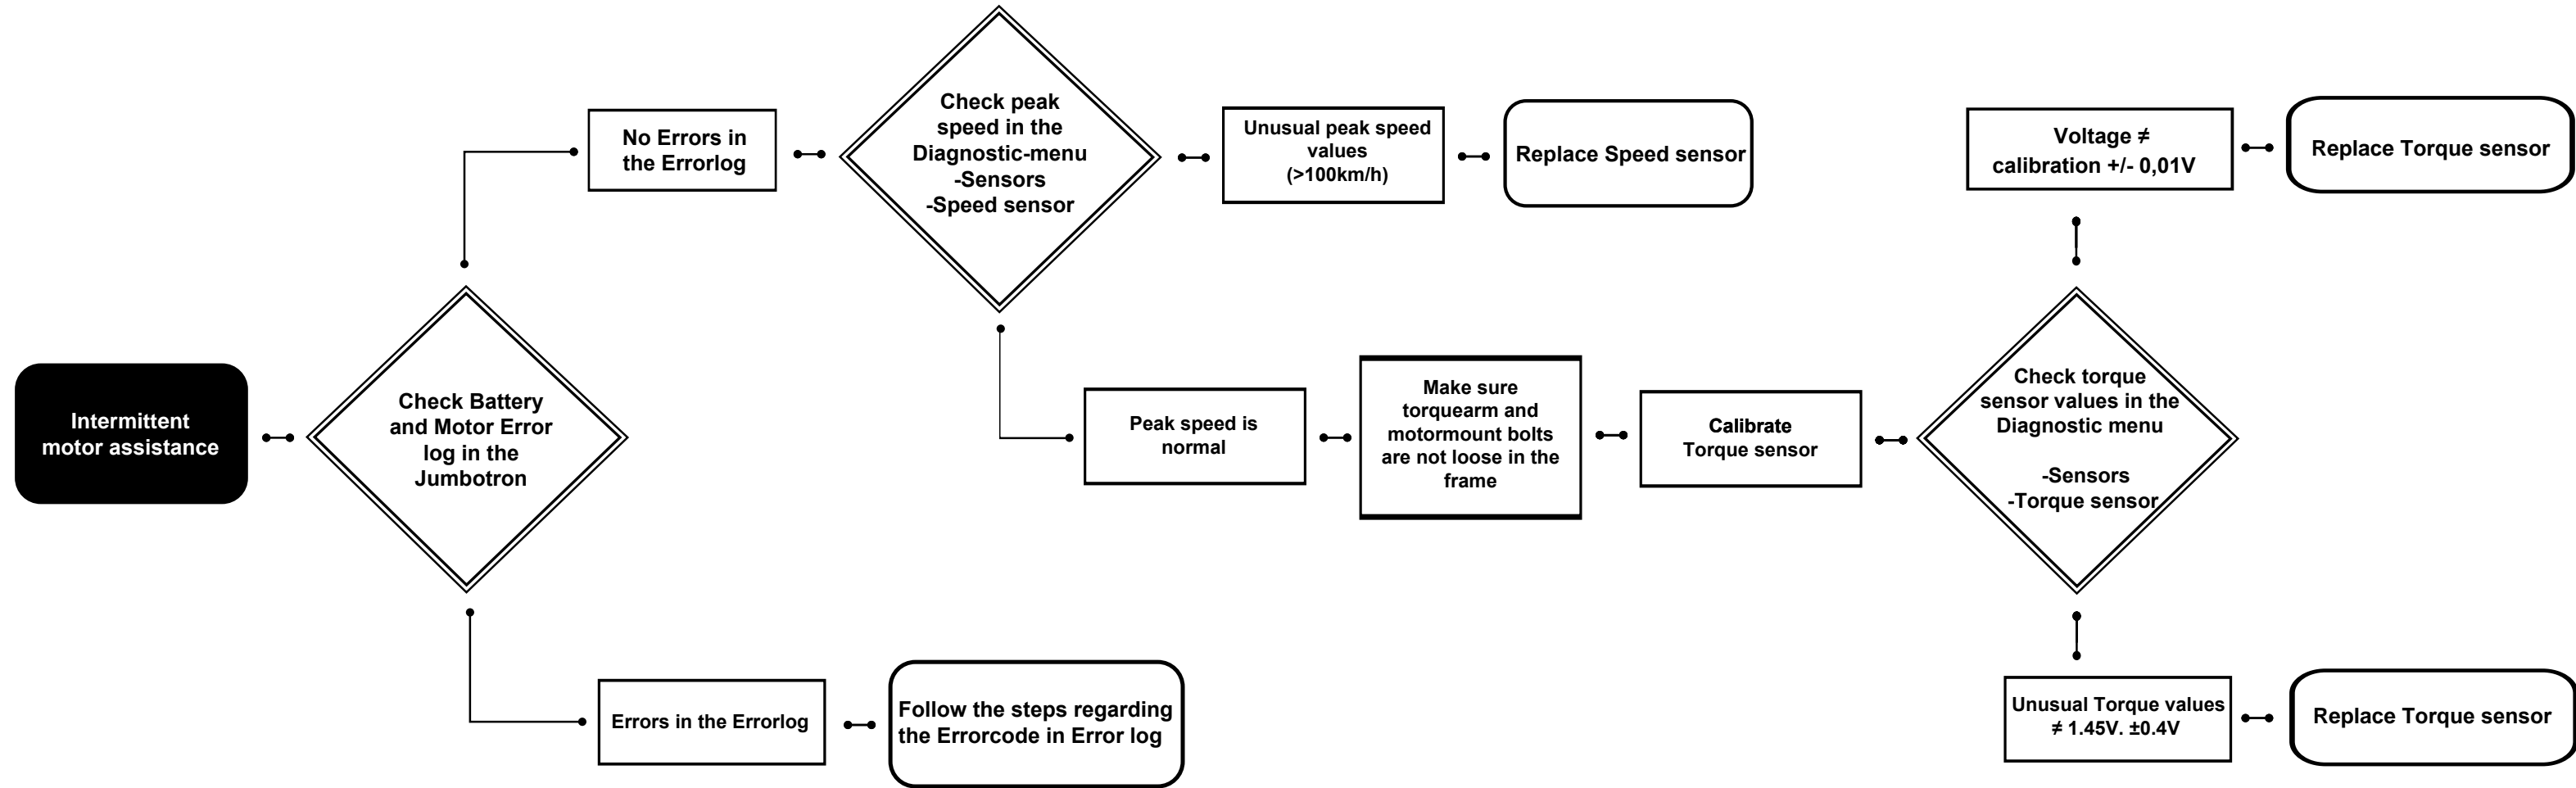 Intermittent
motor assistance
Check Battery
and Motor Error
log in the
Jumbotron
No Errors in
the Errorlog
Check peak
speed in the
Diagnostic-menu
-Sensors
-Speed sensor
Unusual peak speed
values
(>100km/h)
Replace Speed sensor
Peak speed is
normal
Make sure
torquearm and
motormount bolts
are not loose in the
frame
Calibrate
Torque sensor
Check torque
sensor values in the
Diagnostic menu
-Sensors
-Torque sensor
Voltage ≠
calibration +/- 0,01V
Replace Torque sensor
Unusual Torque values
≠ 1.45V. ±0.4V
Replace Torque sensor
Errors in the Errorlog
Follow the steps regarding
the Errorcode in Error log